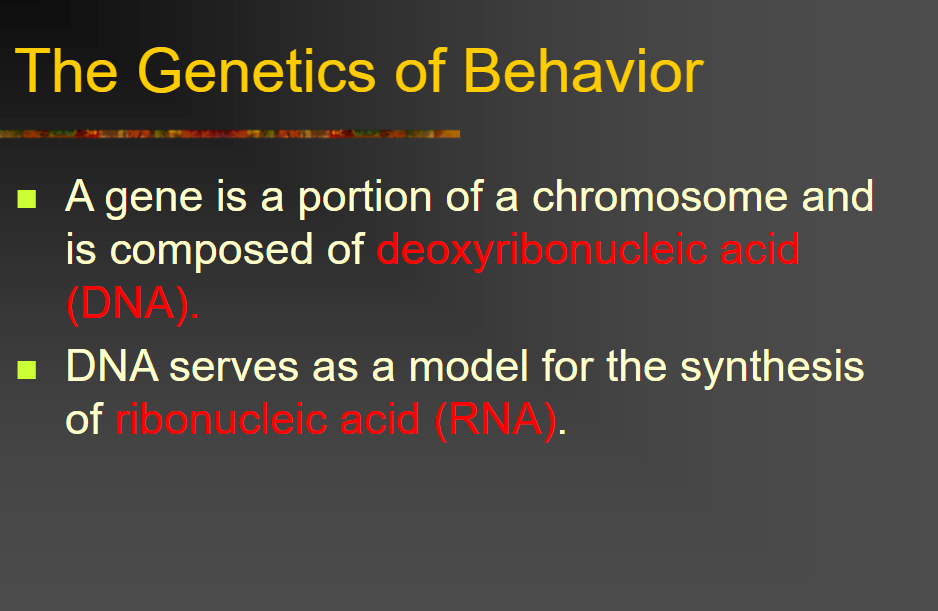 The Genetics of Behavior
A gene is a portion of a chromosome and
is composed of deoxyribonucleic acid
(DNA).
DNA serves as a model for the synthesis
of ribonucleic acid (RNA).